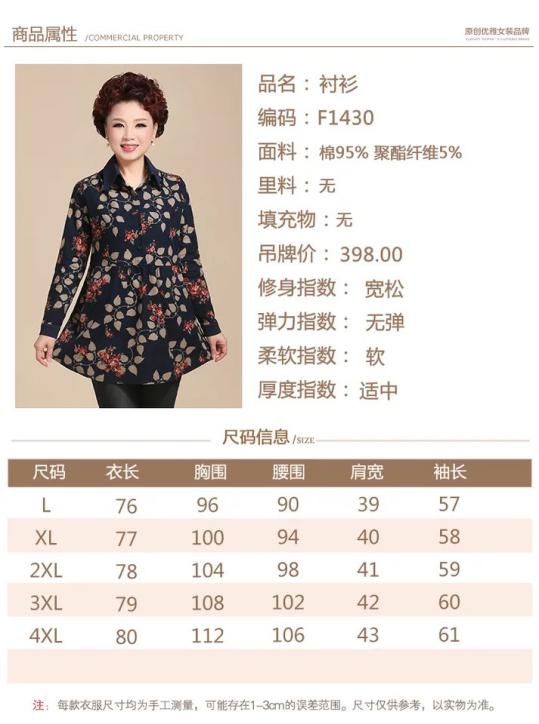 商品属性 /COMMERCIAL PROPERTY
原创优雅女装品牌
品名：衬衫
编码：F1430
面料：棉95% 聚酯纤维5%
里料：无
填充物：无
吊牌价：398.00
修身指数：宽松
弹力指数：无弹
柔软指数：软
厚度指数：适中
尺码信息/SIZE
尺码 衣长 胸围 腰围 肩宽 袖长
L 76 96 90 39 57
XL 77 100 94 40 58
2XL 78 104 98 41 59
3XL 79 108 102 42 60
4XL 80 112 106 43 61
注：每款衣服尺寸均为手工测量，可能存在1-3cm的误差范围。尺寸仅供参考，以实物为准。